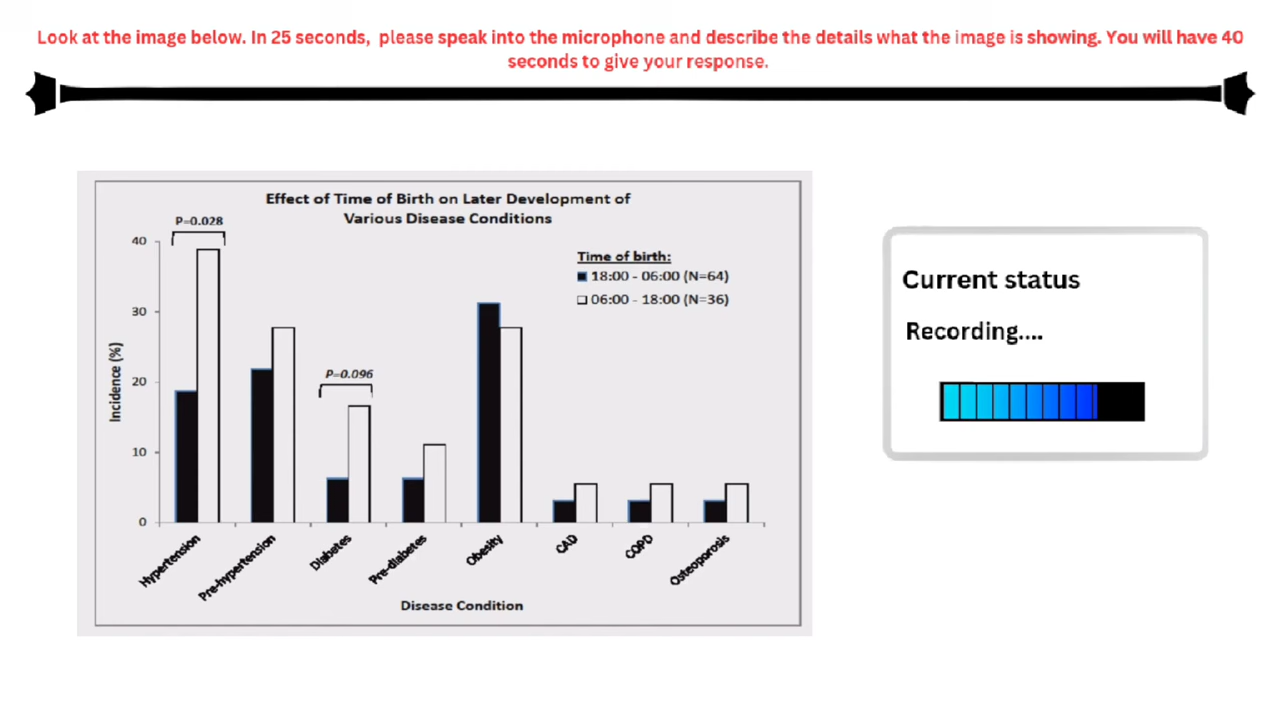 Look at the image below. In 25 seconds, please speak into the microphone and describe the details what the image is showing. You will have 40
seconds to give your response.
Effect of Time of Birth on Later Development of
Various Disease Conditions
P=0.028
Time of birth:
18:00 - 06:00 (N=64)
06:00 - 18:00 (N=36)
P=0.096
40
30
20
10
0
Incidence (%)
Hypertension
Pre-hypertension
Diabetes
Pre-diabetes
Obesity
CAD
COPD
Osteoporosis
Disease Condition
Current status
Recording....